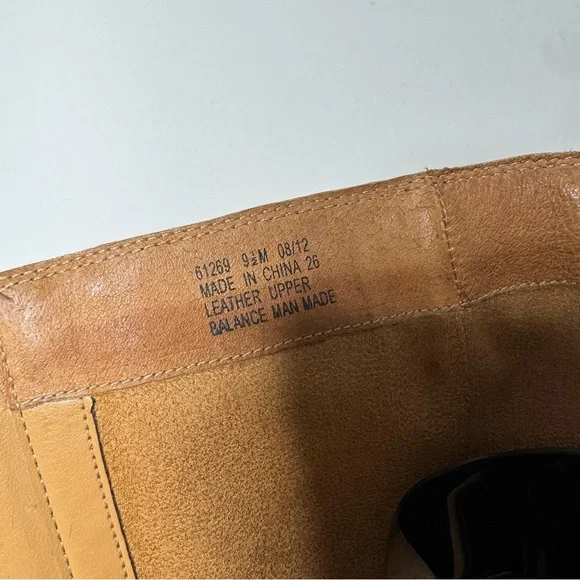 61269 9½M 08/12
MADE IN CHINA 26
LEATHER UPPER
BALANCE MAN MADE